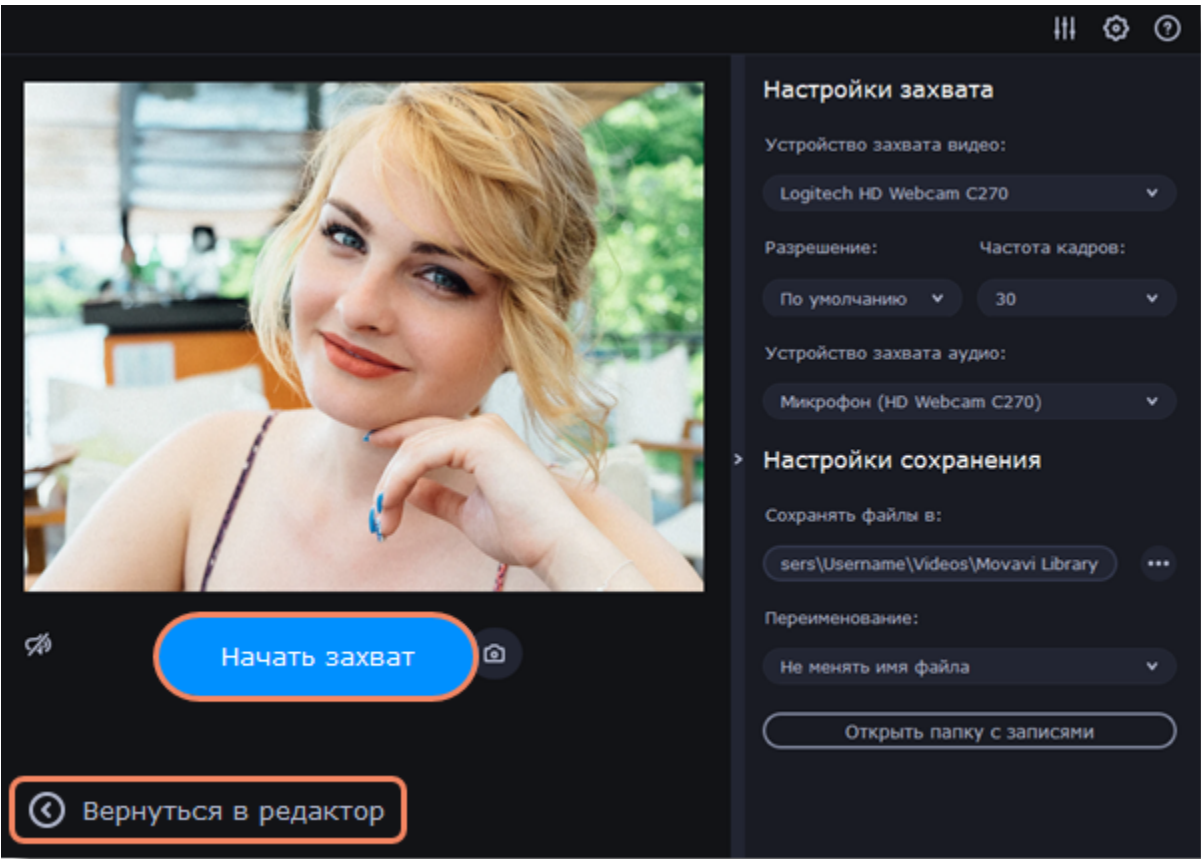 Настройки захвата
Устройство захвата видео:
Logitech HD Webcam C270
Разрешение: Частота кадров:
По умолчанию 30
Устройство захвата аудио:
Микрофон (HD Webcam C270)
Настройки сохранения
Сохранять файлы в:
sers\Username\Videos\Movavi Library
Переименование:
Не менять имя файла
Открыть папку с записями
Начать захват
Вернуться в редактор